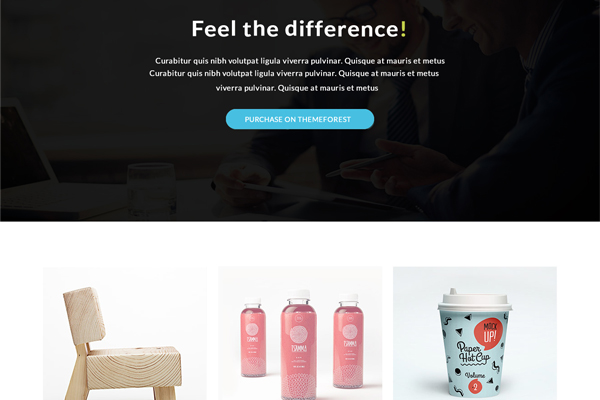 Feel the difference!
Curabitur quis nibh volutpat ligula viverra pulvinar. Quisque at mauris et metus
Curabitur quis nibh volutpat ligula viverra pulvinar. Quisque at mauris et metus
viverra pulvinar. Quisque at mauris et metus
PURCHASE ON THEMEFOREST
MOCK
UP!
Paper
Hot Cup
Volume
2